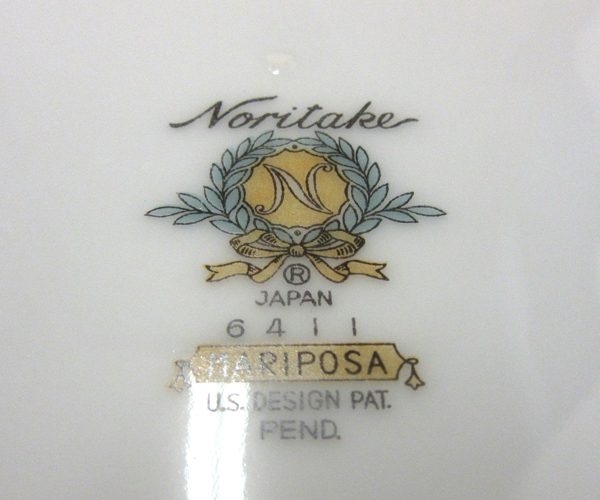 Noritake
N
®
JAPAN
6411
MARIPOSA
U.S. DESIGN PAT.
PEND.